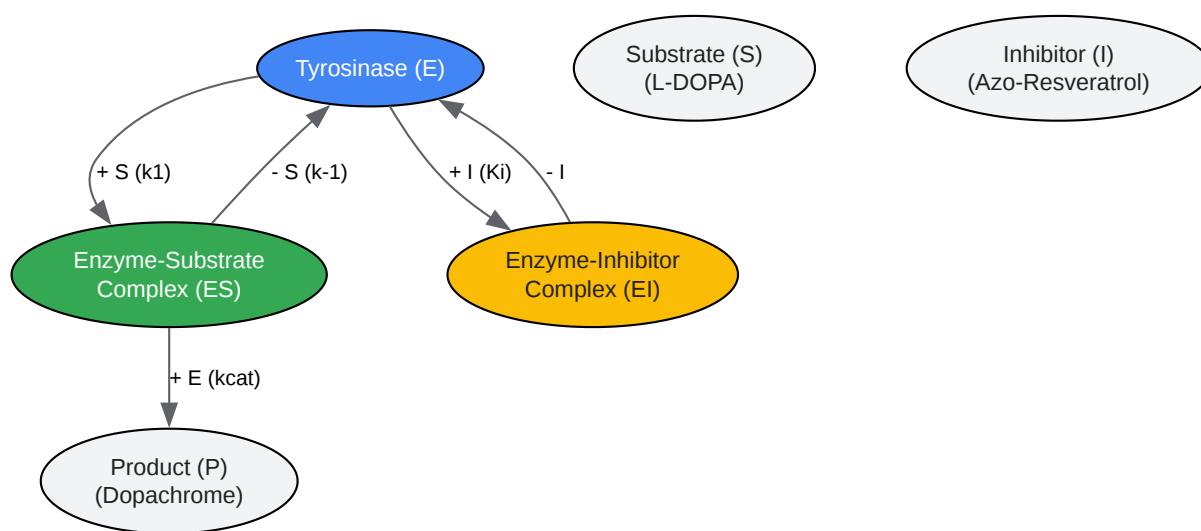 Tyrosinase (E)
Substrate (S)
(L-DOPA)
Inhibitor (I)
(Azo-Resveratrol)
+ S (k1)
- S (k-1)
+ I (Ki)
- I
Enzyme-Substrate
Complex (ES)
Enzyme-Inhibitor
Complex (EI)
+ E (kcat)
Product (P)
(Dopachrome)